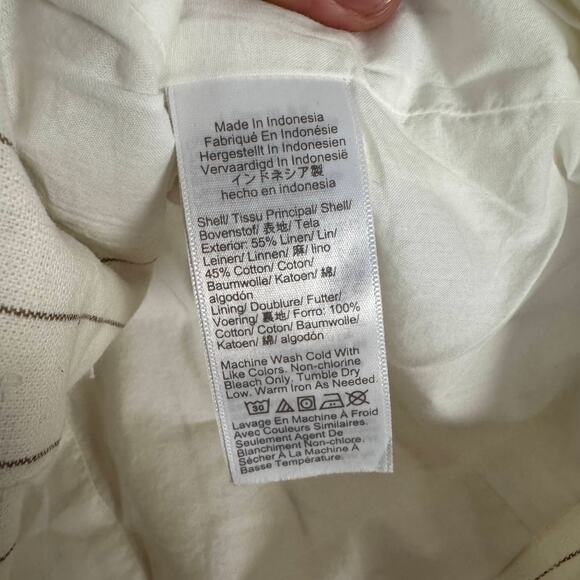 Made In Indonesia
Fabriqué En Indonésie
Hergestellt In Indonesien
Vervaardigd In Indonesië
インドネシア製
hecho en indonesia
Shell/ Tissu Principal/ Shell/
Bovenstof/ 表地/ Tela
Exterior: 55% Linen/ Lin/
Leinen/ Linnen/ 麻/ lino
45% Cotton/ Coton/
Baumwolle/ Katoen/ 綿/
algodón
Lining/ Doublure/ Futter/
Voering/ 裏地/ Forro: 100%
Cotton/ Coton/ Baumwolle/
Katoen/ 綿/ algodón
Machine Wash Cold With
Like Colors. Non-chlorine
Bleach Only. Tumble Dry
Low. Warm Iron As Needed.
30
Lavage En Machine À Froid
Avec Couleurs Similaires.
Seulement Agent De
Blanchiment Non-chlore.
Sécher À La Machine À
Basse Température.